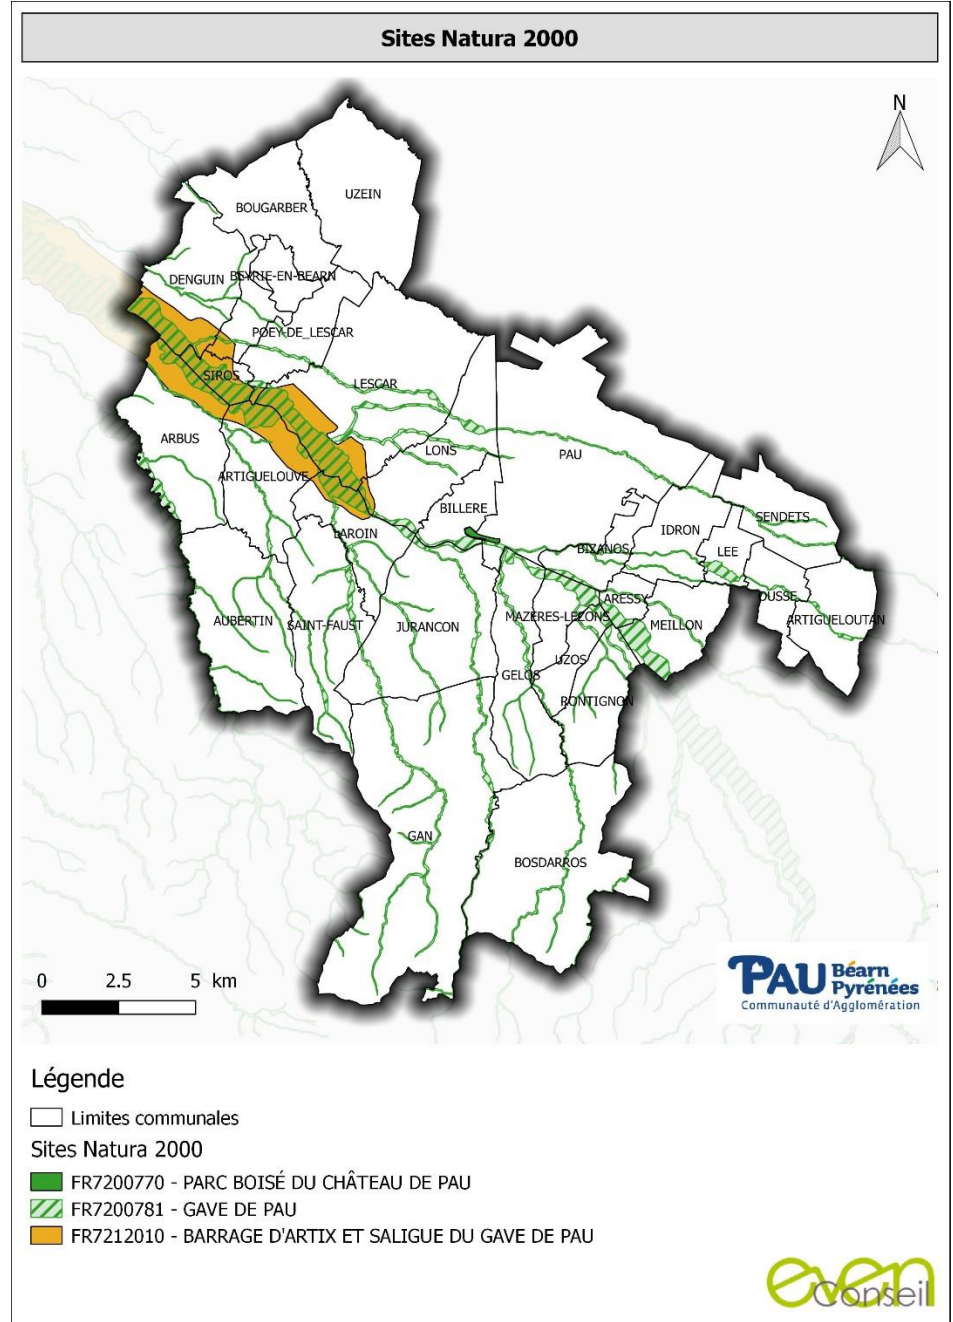 Sites Natura 2000
N
UZEIN
BOUGARBER
DENGUIN
BEYRIE-EN-BEARN
POEY-DE_LESCAR
SIROS
LESCAR
ARBUS
LONS
PAU
ARTIGUELOUVE
BILLERE
SENDETS
LAROIN
IDRON
BIZANOS
LEE
OUSSE
ARESSY
AUBERTIN
SAINT-FAUST
JURANCON
MAZERES-LEZONS
MEILLON
ARTIGUELOUTAN
UZOS
GELOS
RONTIGNON
GAN
BOSDARROS
0 2.5 5 km
PAU Béarn
Pyrénées
Communauté d'Agglomération
Légende
Limites communales
Sites Natura 2000
FR7200770 - PARC BOISÉ DU CHÂTEAU DE PAU
FR7200781 - GAVE DE PAU
FR7212010 - BARRAGE D'ARTIX ET SALIGUE DU GAVE DE PAU
even
Conseil